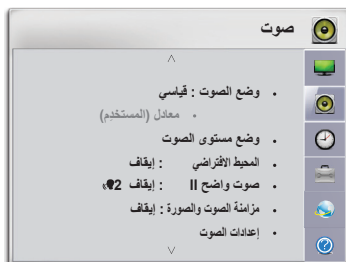 صوت
وضع الصوت : قياسي
معادل (المستخدم)
وضع مستوى الصوت
المحيط الافتراضي : إيقاف
صوت واضح II : إيقاف 2
مزامنة الصوت والصورة : إيقاف
إعدادات الصوت